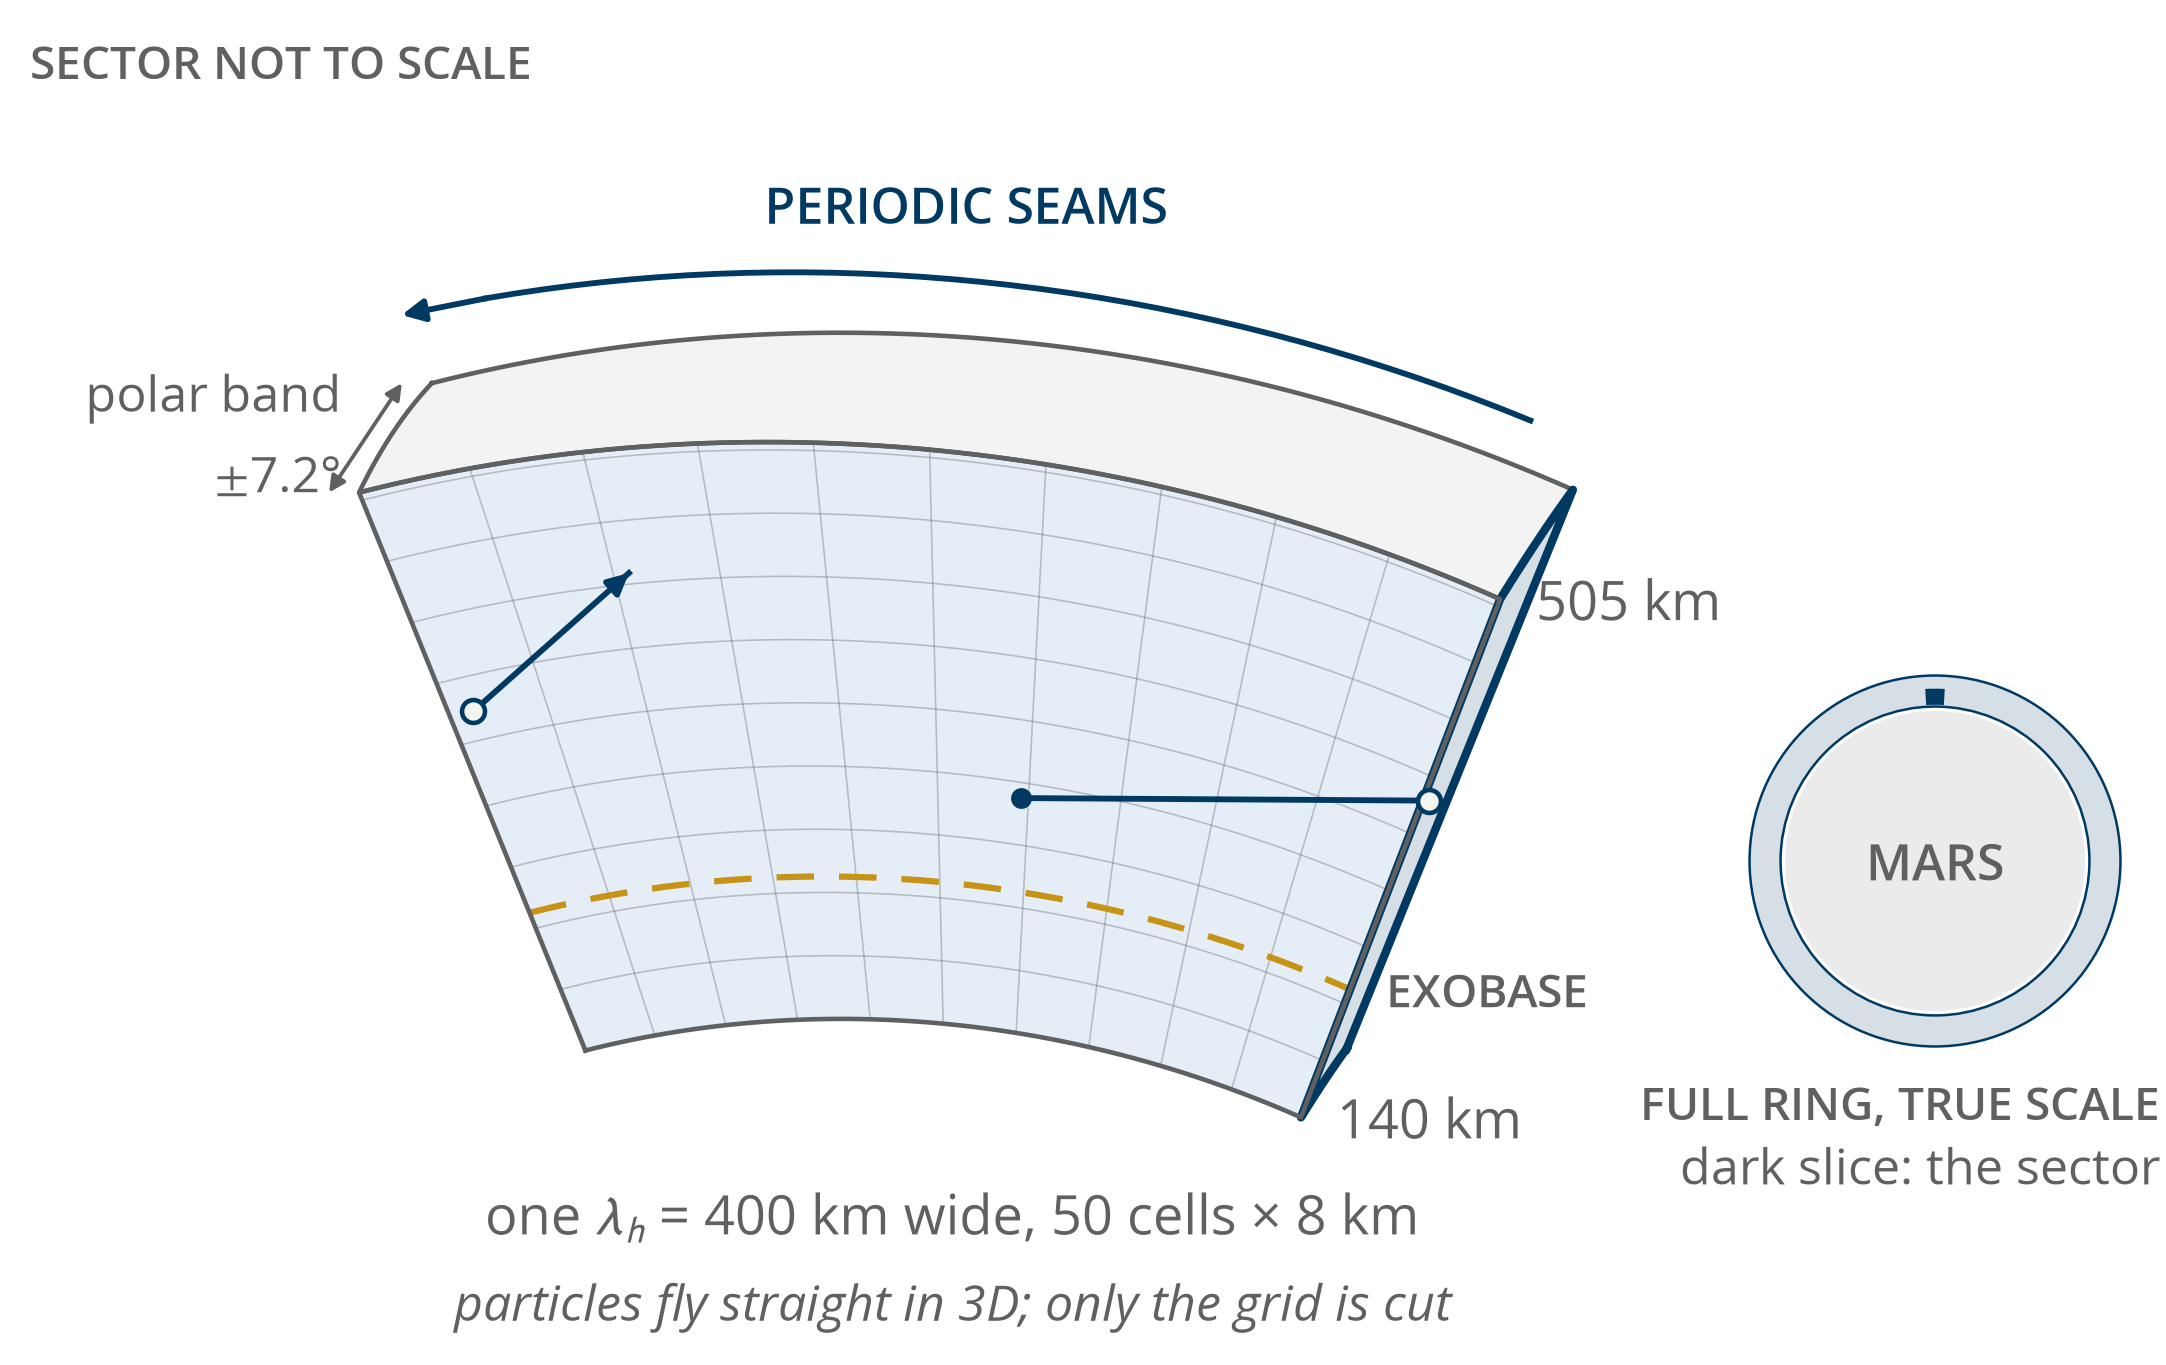 SECTOR NOT TO SCALE
PERIODIC SEAMS
polar band
±7.2°
505 km
MARS
EXOBASE
140 km
FULL RING, TRUE SCALE
dark slice: the sector
one λh = 400 km wide, 50 cells × 8 km
particles fly straight in 3D; only the grid is cut